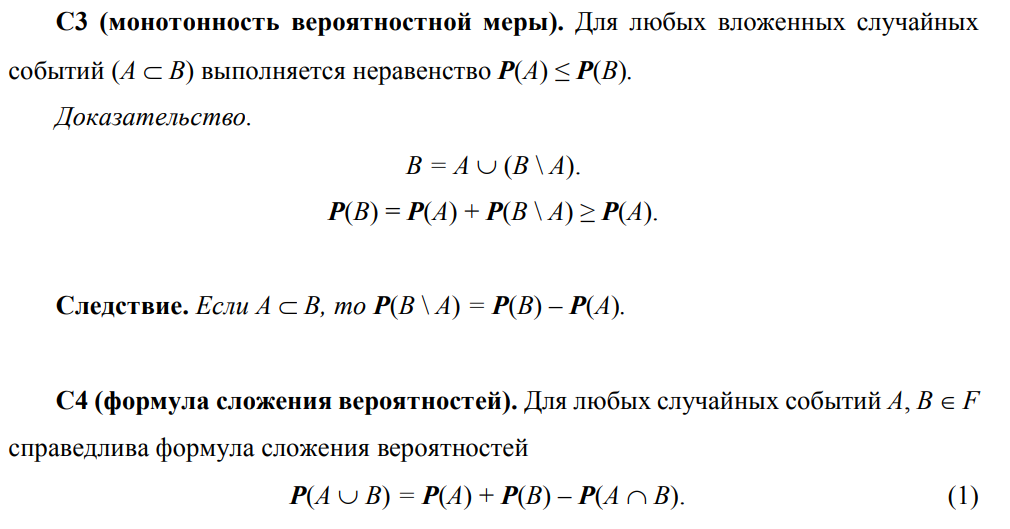 С3 (монотонность вероятностной меры). Для любых вложенных случайных
событий (A ⊂ B) выполняется неравенство P(A) ≤ P(B).
Доказательство.
B = A ∪ (B \ A).
P(B) = P(A) + P(B \ A) ≥ P(A).
Следствие. Если A ⊂ B, то P(B \ A) = P(B) – P(A).
С4 (формула сложения вероятностей). Для любых случайных событий A, B ∈ F
справедлива формула сложения вероятностей
P(A ∪ B) = P(A) + P(B) – P(A ∩ B). (1)